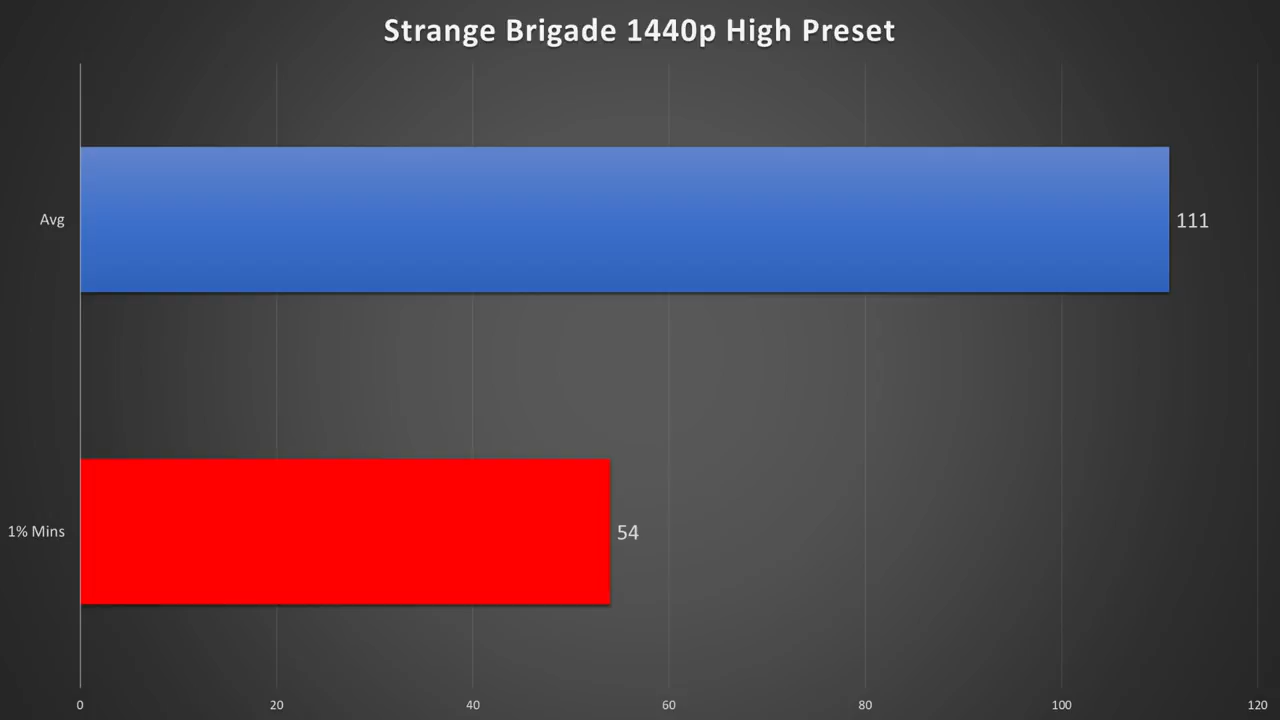 Strange Brigade 1440p High Preset
Avg
111
1% Mins
54
0 20 40 60 80 100 120